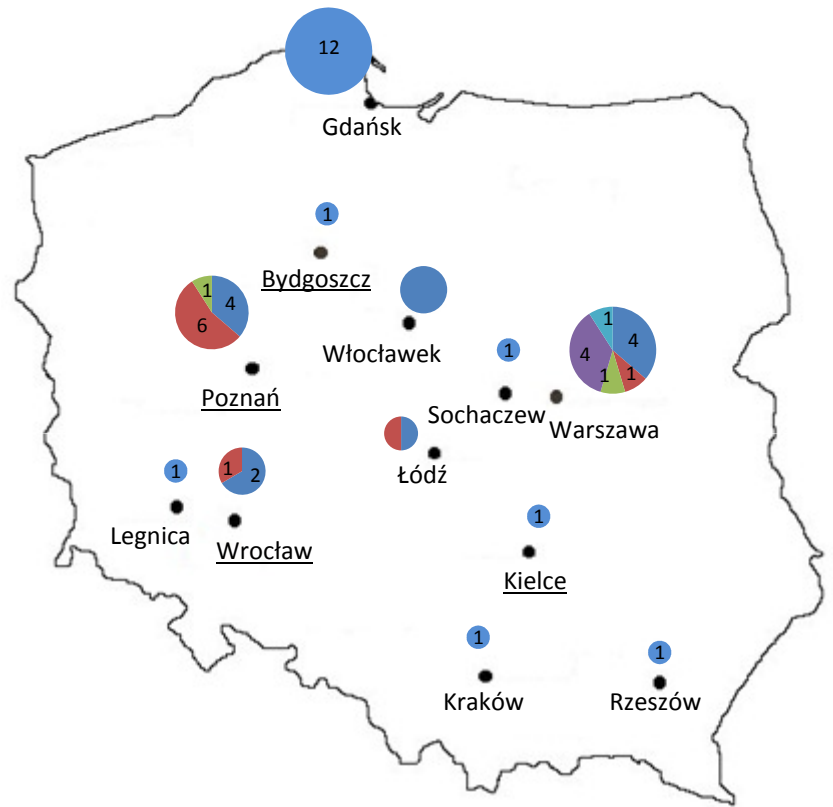 12
Gdańsk
1
Bydgoszcz
1
4
6
Poznań
Włocławek
1
Sochaczew
1
4
4
1
1
Warszawa
Łódź
1
Legnica
1
2
Wrocław
1
Kielce
1
Kraków
1
Rzeszów